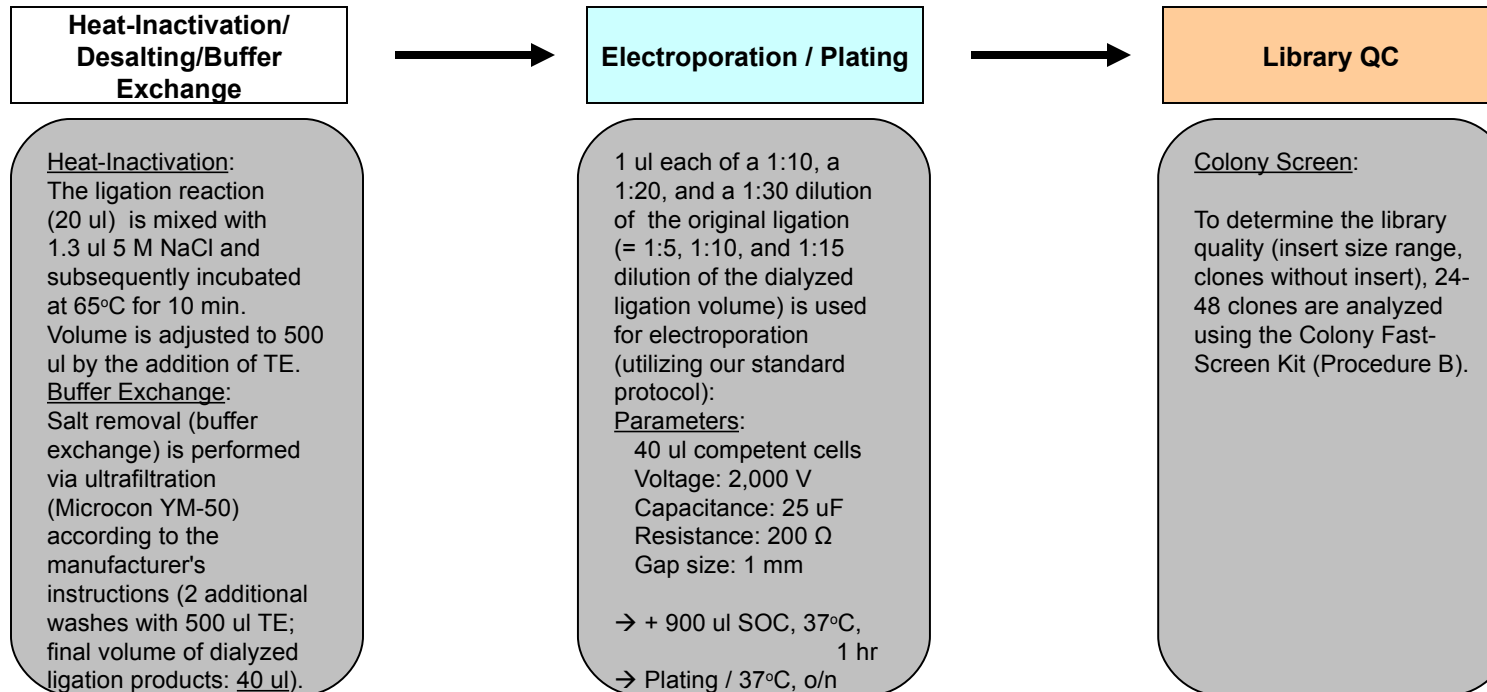 Heat-Inactivation/
Desalting/Buffer
Exchange
Heat-Inactivation:
The ligation reaction
(20 ul)  is mixed with
1.3 ul 5 M NaCl and
subsequently incubated
at 65ºC for 10 min.
Volume is adjusted to 500
ul by the addition of TE.
Buffer Exchange:
Salt removal (buffer
exchange) is performed
via ultrafiltration
(Microcon YM-50)
according to the
manufacturer's
instructions (2 additional
washes with 500 ul TE;
final volume of dialyzed
ligation products: 40 ul).
Electroporation / Plating
1 ul each of a 1:10, a
1:20, and a 1:30 dilution
of  the original ligation
(= 1:5, 1:10, and 1:15
dilution of the dialyzed
ligation volume) is used
for electroporation
(utilizing our standard
protocol):
Parameters:
40 ul competent cells
Voltage: 2,000 V
Capacitance: 25 uF
Resistance: 200 Ω
Gap size: 1 mm
→ + 900 ul SOC, 37ºC,
1 hr
→ Plating / 37ºC, o/n
Library QC
Colony Screen:
To determine the library
quality (insert size range,
clones without insert), 24-
48 clones are analyzed
using the Colony Fast-
Screen Kit (Procedure B).